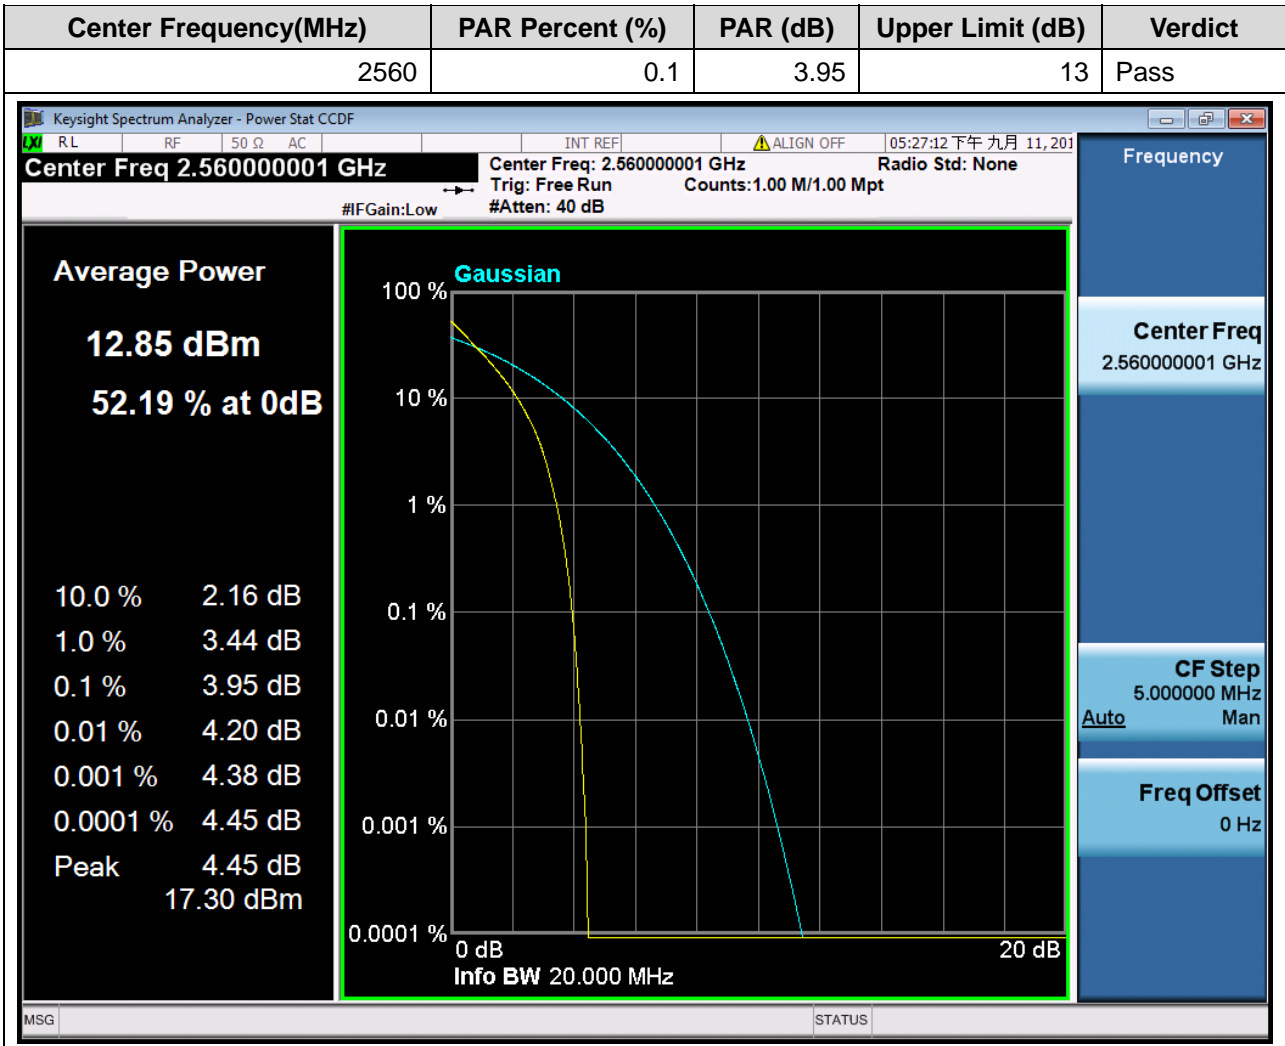 Center Frequency(MHz) PAR Percent (%) PAR (dB) Upper Limit (dB) Verdict
2560 0.1 3.95 13 Pass
Keysight Spectrum Analyzer - Power Stat CCDF
LXI RL RF 50 Ω AC INT REF ALIGN OFF 05:27:12 下午 九月 11, 201
Center Freq 2.560000001 GHz
Center Freq: 2.560000001 GHz Radio Std: None
Trig: Free Run Counts:1.00 M/1.00 Mpt
#IFGain:Low #Atten: 40 dB
Average Power
12.85 dBm
52.19 % at 0dB
10.0 % 2.16 dB
1.0 % 3.44 dB
0.1 % 3.95 dB
0.01 % 4.20 dB
0.001 % 4.38 dB
0.0001 % 4.45 dB
Peak 4.45 dB
17.30 dBm
Gaussian
100 %
10 %
1 %
0.1 %
0.01 %
0.001 %
0.0001 %
0 dB 20 dB
Info BW 20.000 MHz
Frequency
Center Freq
2.560000001 GHz
CF Step
5.000000 MHz
Auto Man
Freq Offset
0 Hz
MSG STATUS